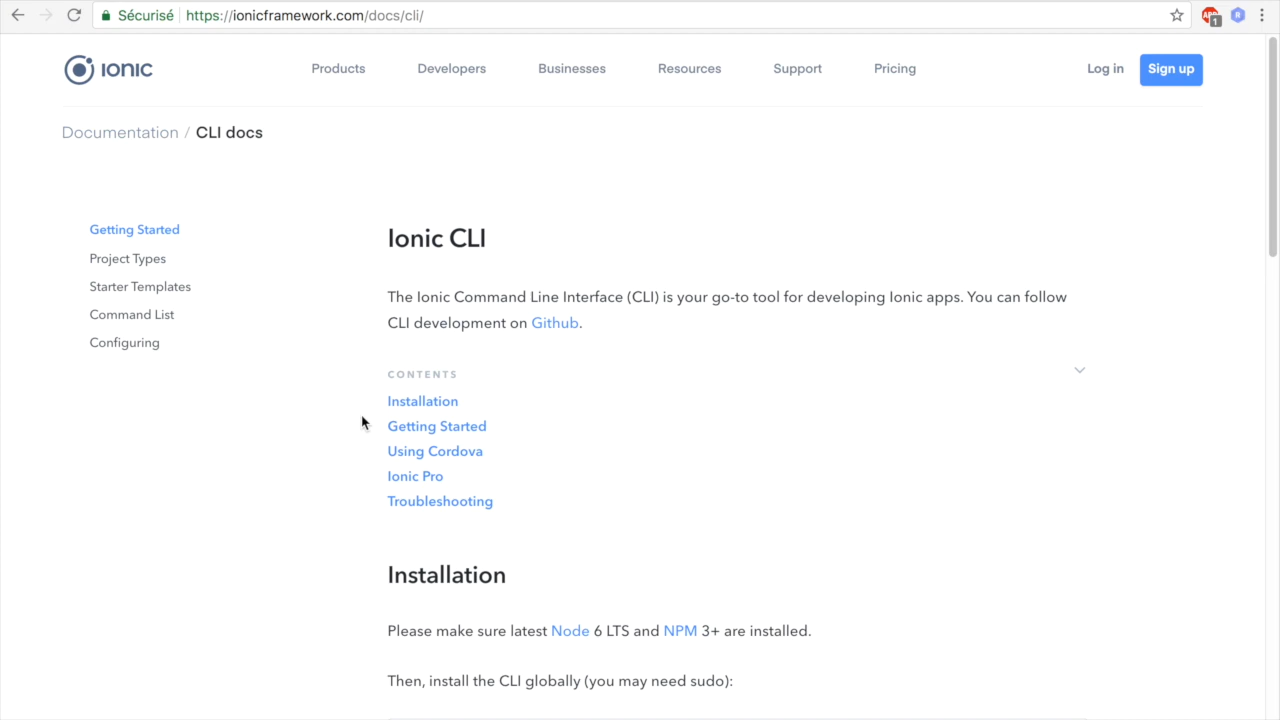 Sécurisé https://ionicframework.com/docs/cli/
ABP 1 R
IONIC Products Developers Businesses Resources Support Pricing Log in Sign up
Documentation / CLI docs
Getting Started
Project Types
Starter Templates
Command List
Configuring
Ionic CLI
The Ionic Command Line Interface (CLI) is your go-to tool for developing Ionic apps. You can follow
CLI development on Github.
CONTENTS
Installation
Getting Started
Using Cordova
Ionic Pro
Troubleshooting
Installation
Please make sure latest Node 6 LTS and NPM 3+ are installed.
Then, install the CLI globally (you may need sudo):